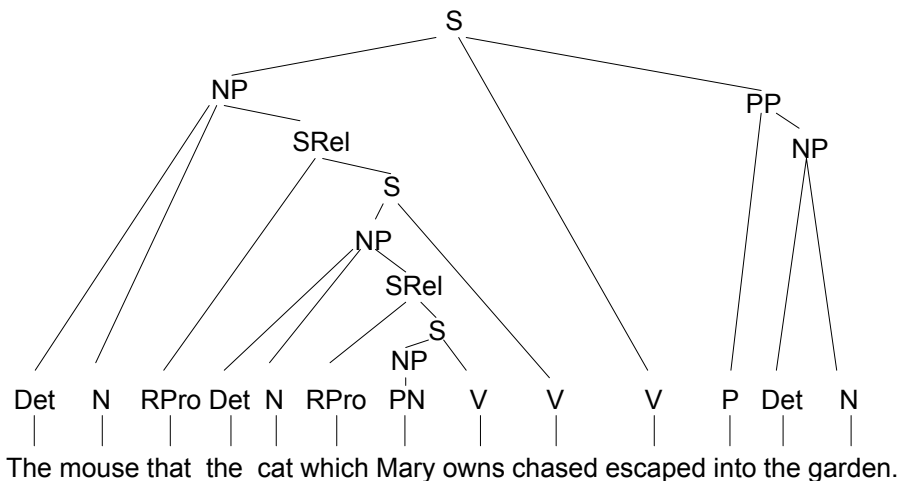 S
NP
PP
SRel
NP
S
NP
SRel
S
NP
Det N RPro Det N RPro PN V V V P Det N
The mouse that the cat which Mary owns chased escaped into the garden.